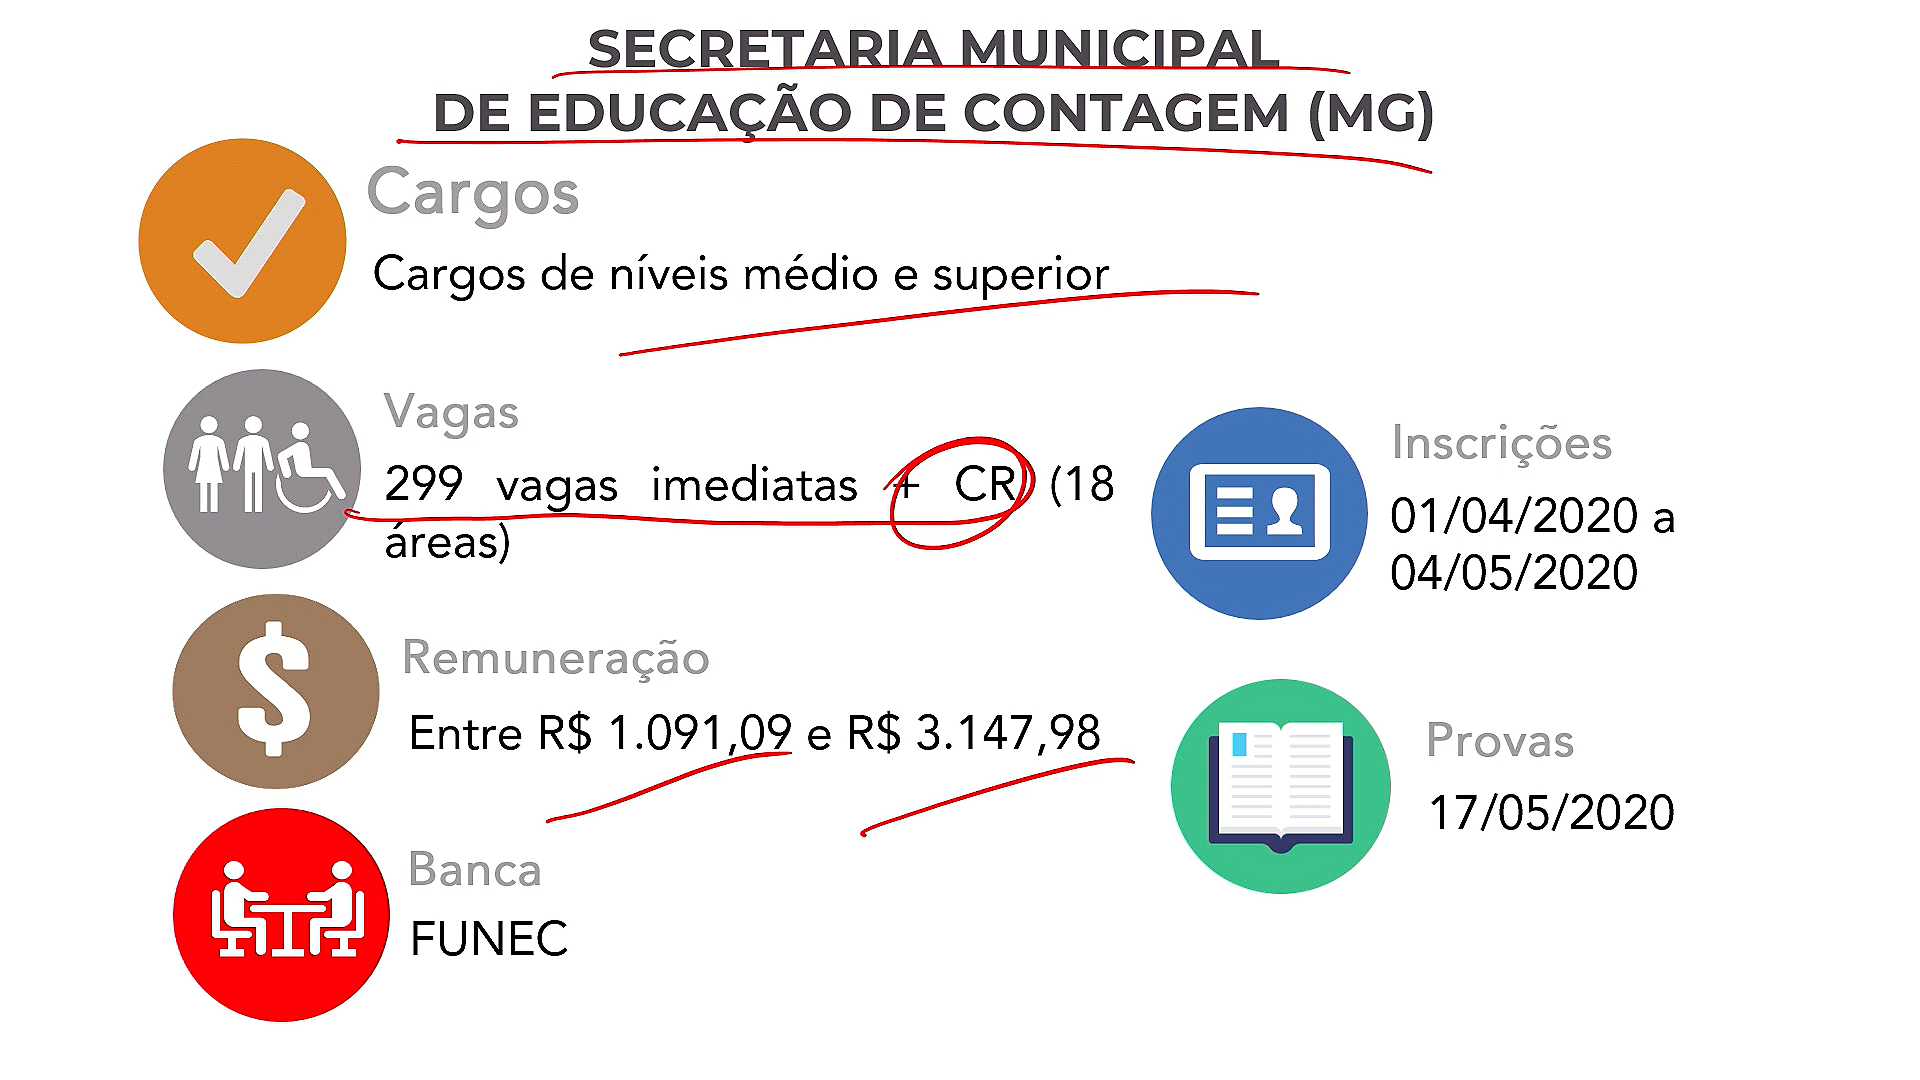 SECRETARIA MUNICIPAL
DE EDUCAÇÃO DE CONTAGEM (MG)
Cargos
Cargos de níveis médio e superior
Vagas
299 vagas imediatas + CR (18
áreas)
Remuneração
Entre R$ 1.091,09 e R$ 3.147,98
Banca
FUNEC
Inscrições
01/04/2020 a
04/05/2020
Provas
17/05/2020